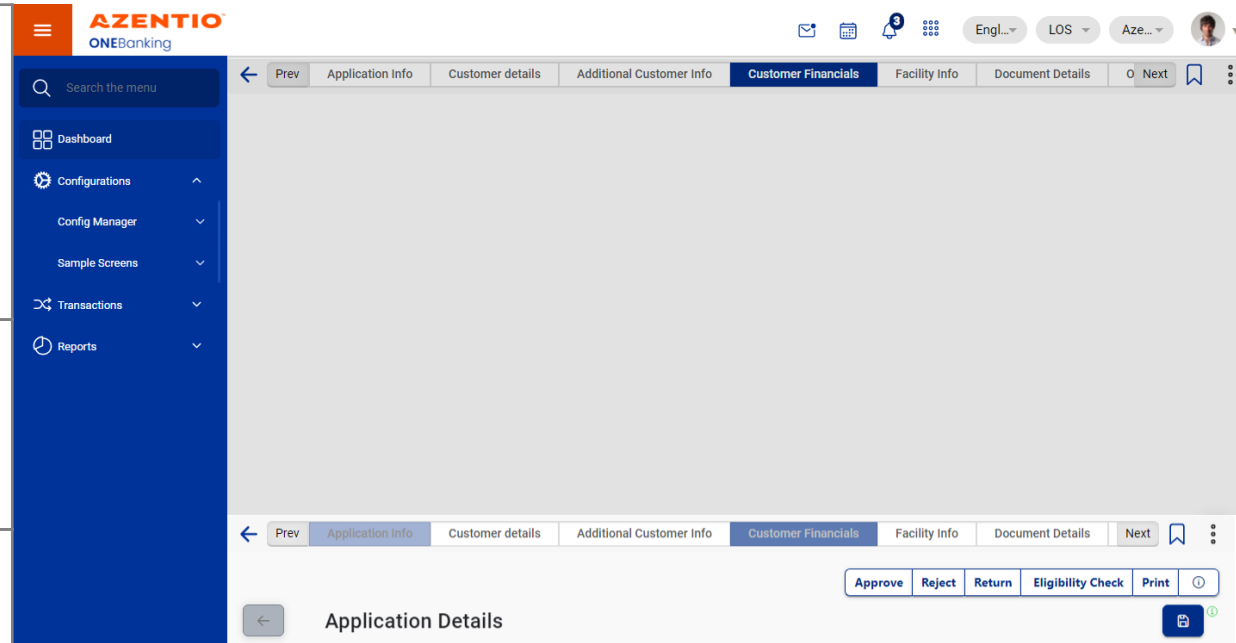 AZENTIO
ONEBanking
3
Engl...
LOS
Aze...
Search the menu
Dashboard
Configurations
Config Manager
Sample Screens
Transactions
Reports
Prev Application Info Customer details Additional Customer Info Customer Financials Facility Info Document Details O Next
Prev Application Info Customer details Additional Customer Info Customer Financials Facility Info Document Details Next
Approve Reject Return Eligibility Check Print
Application Details